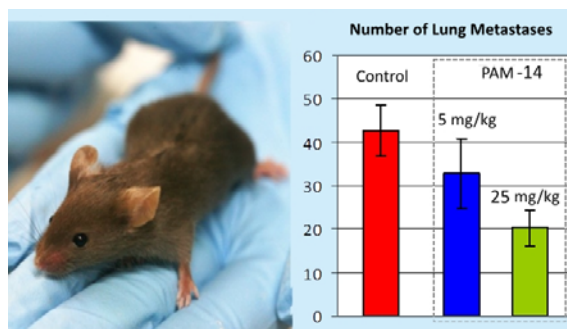 Number of Lung Metastases
60
50
40
30
20
10
0
Control
PAM -14
5 mg/kg
25 mg/kg